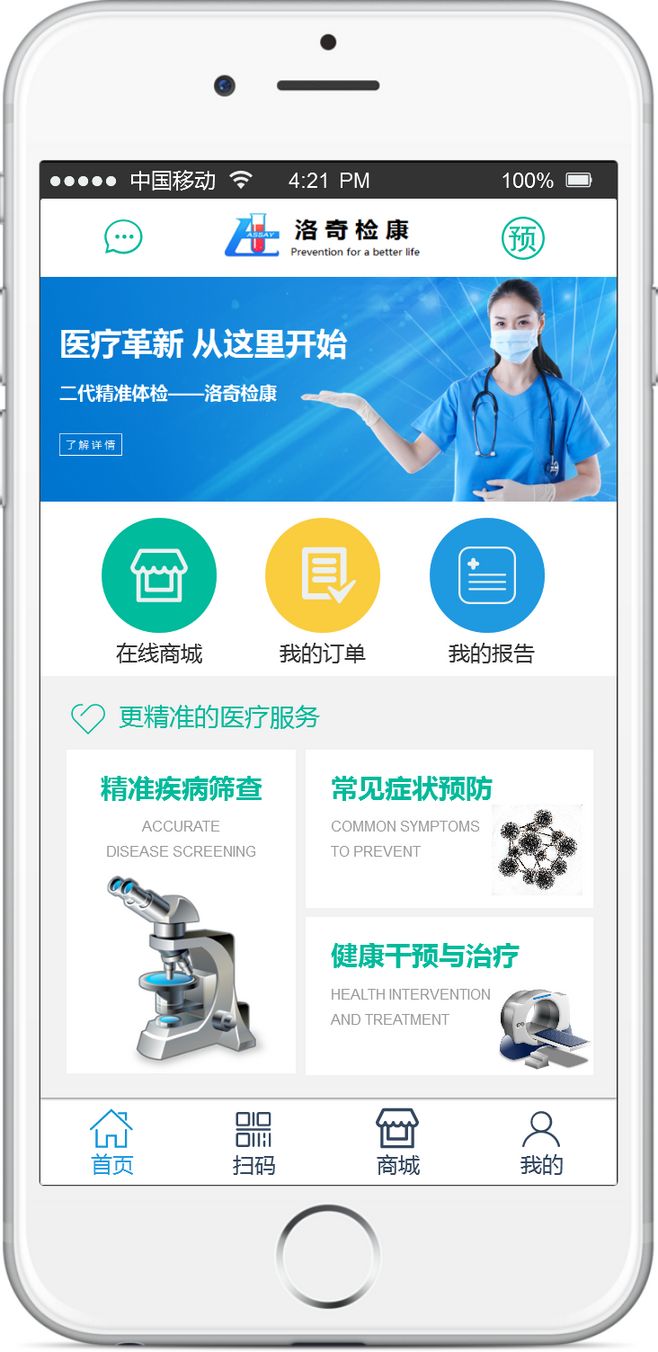 中国移动 4:21 PM 100%
ASSAY
洛奇检康
Prevention for a better life
预
医疗革新 从这里开始
二代精准体检——洛奇检康
了解详情
在线商城 我的订单 我的报告
更精准的医疗服务
精准疾病筛查
ACCURATE
DISEASE SCREENING
常见症状预防
COMMON SYMPTOMS
TO PREVENT
健康干预与治疗
HEALTH INTERVENTION
AND TREATMENT
首页 扫码 商城 我的